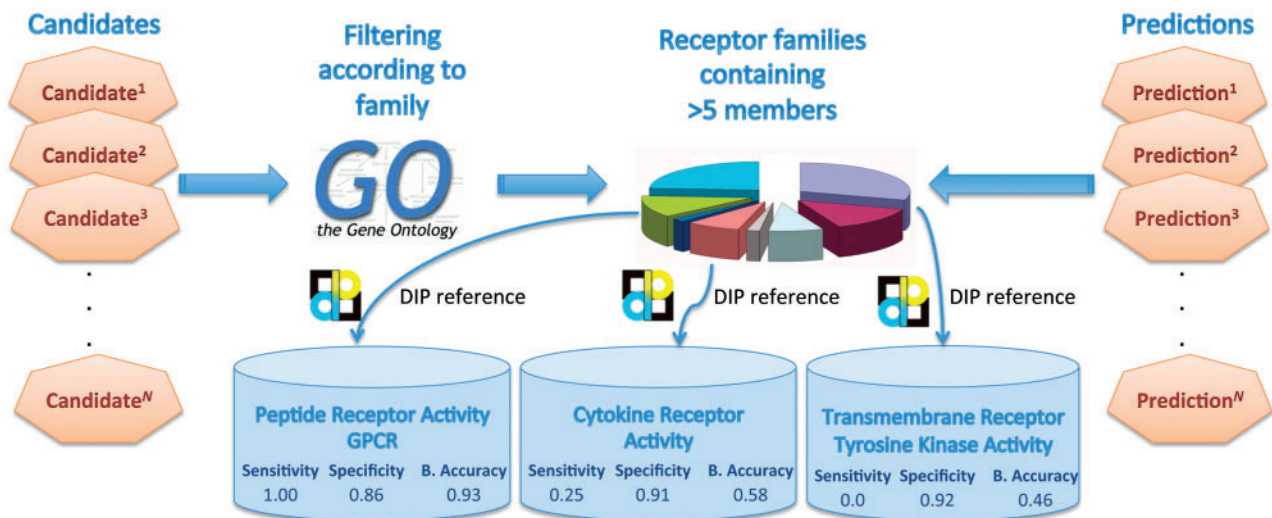 Candidates
Candidate1
Candidate2
Candidate3
.
.
.
CandidateN
Filtering
according to
family
GO
the Gene Ontology
Receptor families
containing
>5 members
Predictions
Prediction1
Prediction2
Prediction3
.
.
.
PredictionN
DIP reference
DIP reference
DIP reference
Peptide Receptor Activity
GPCR
Sensitivity Specificity B. Accuracy
1.00 0.86 0.93
Cytokine Receptor
Activity
Sensitivity Specificity B. Accuracy
0.25 0.91 0.58
Transmembrane Receptor
Tyrosine Kinase Activity
Sensitivity Specificity B. Accuracy
0.0 0.92 0.46